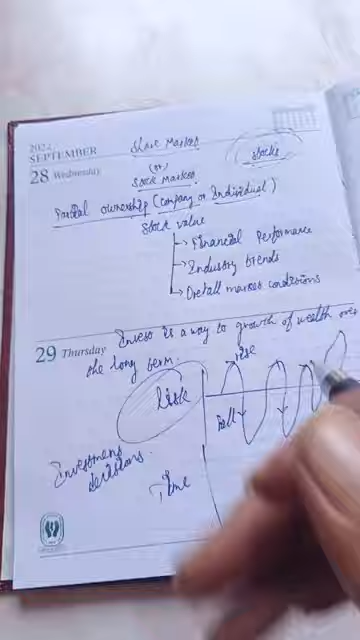 2022
SEPTEMBER
Share Market
28 Wednesday
(or)
Stock Market
Stocks
Partial ownership (Company or Individual)
Stock value
→ Financial Performance
→ Industry trends
→ Overall market conditions
29 Thursday
Invest is a way to growth of wealth over
the long term.
rise
Risk
Fall
Investment
decisions.
Time